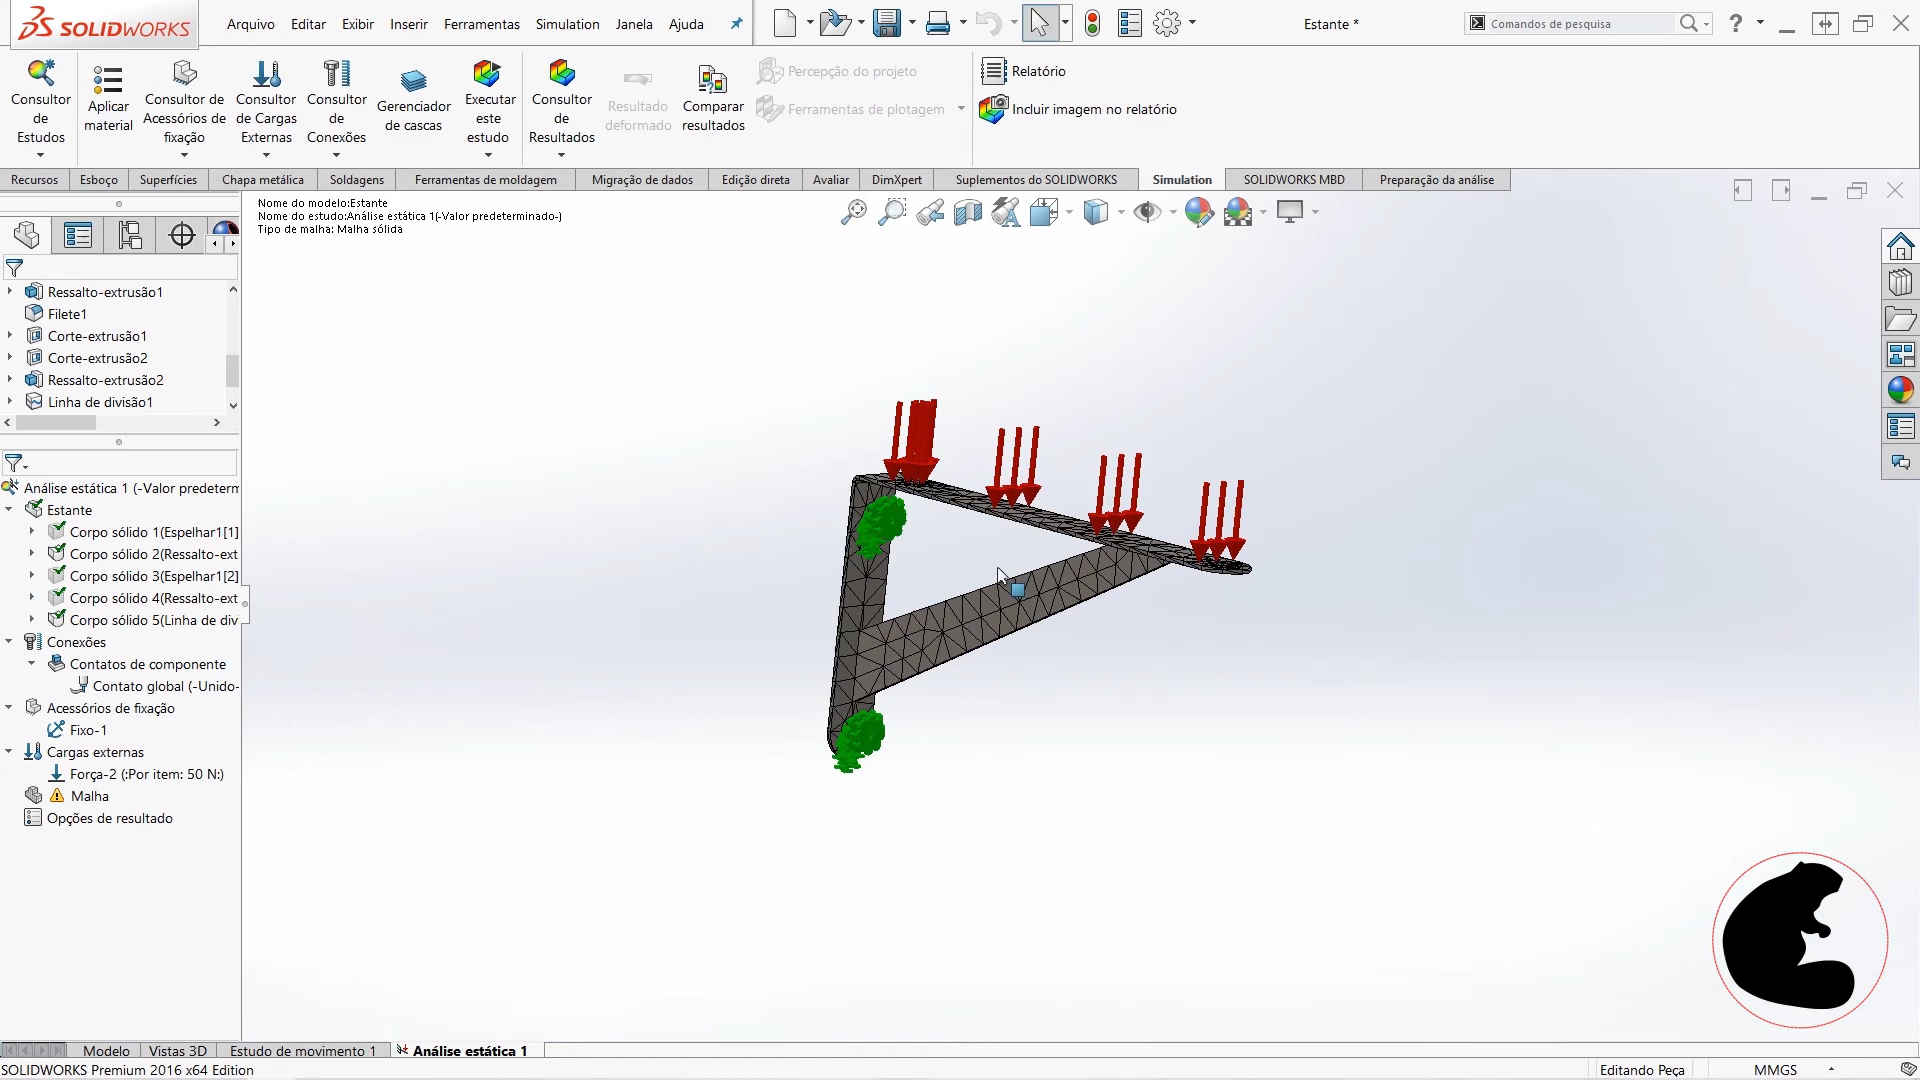 SOLIDWORKS
Arquivo Editar Exibir Inserir Ferramentas Simulation Janela Ajuda
Estante *
Comandos de pesquisa
?
Consultor de Estudos
Aplicar material
Consultor de Acessórios de fixação
Consultor de Cargas Externas
Consultor de Conexões
Gerenciador de cascas
Executar este estudo
Consultor de Resultados
Resultado deformado
Comparar resultados
Percepção do projeto
Ferramentas de plotagem
Relatório
Incluir imagem no relatório
Recursos Esboço Superfícies Chapa metálica Soldagens Ferramentas de moldagem Migração de dados Edição direta Avaliar DimXpert Suplementos do SOLIDWORKS Simulation SOLIDWORKS MBD Preparação da análise
Nome do modelo:Estante
Nome do estudo:Análise estática 1(-Valor predeterminado-)
Tipo de malha: Malha sólida
Ressalto-extrusão1
Filete1
Corte-extrusão1
Corte-extrusão2
Ressalto-extrusão2
Linha de divisão1
Análise estática 1 (-Valor predeterm
Estante
Corpo sólido 1(Espelhar1[1]
Corpo sólido 2(Ressalto-ext
Corpo sólido 3(Espelhar1[2]
Corpo sólido 4(Ressalto-ext
Corpo sólido 5(Linha de div
Conexões
Contatos de componente
Contato global (-Unido-
Acessórios de fixação
Fixo-1
Cargas externas
Força-2 (:Por item: 50 N:)
Malha
Opções de resultado
Modelo Vistas 3D Estudo de movimento 1 Análise estática 1
SOLIDWORKS Premium 2016 x64 Edition
Editando Peça
MMGS